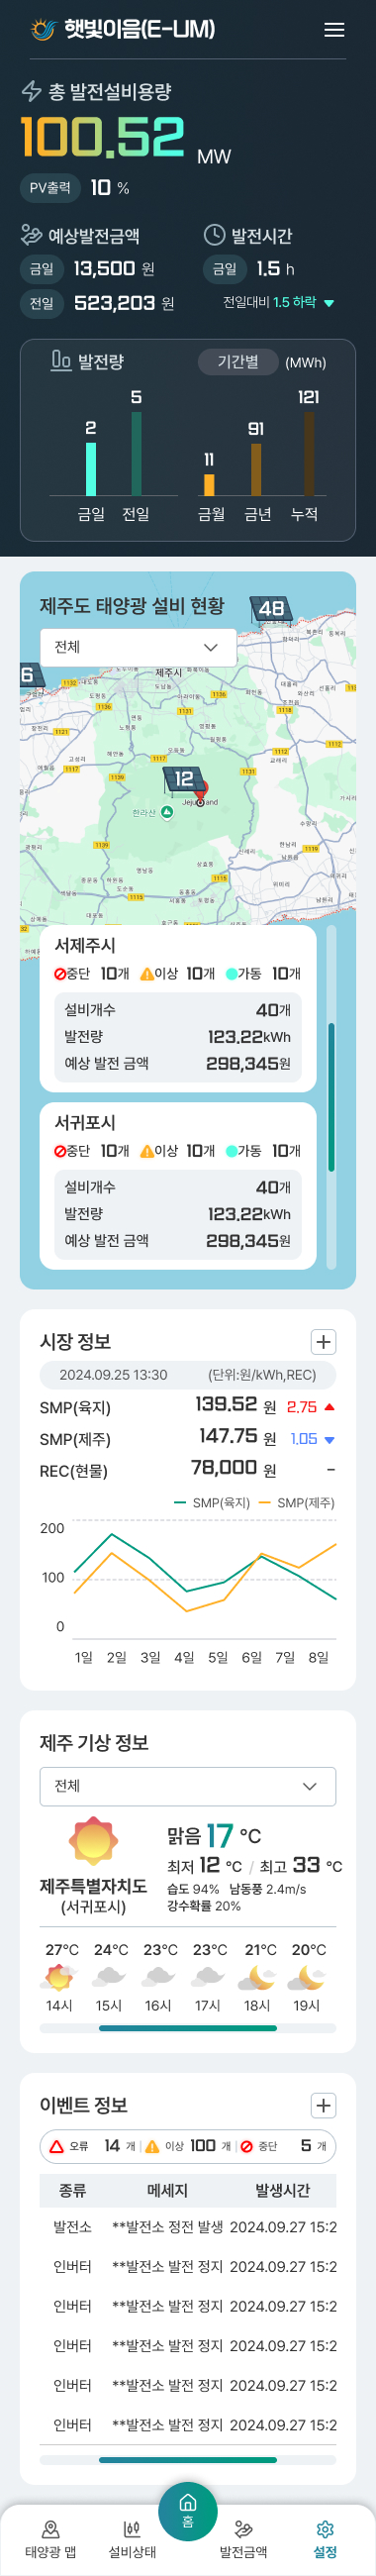 햇빛이음(E-UM)
총 발전설비용량
100.52 MW
PV출력 10 %
예상발전금액
금일 13,500 원
전일 523,203 원
발전시간
금일 1.5 h
전일대비 1.5 하락
발전량
기간별 (MWh)
2 5
금일 전일
11 91 121
금월 금년 누적
제주도 태양광 설비 현황
48
전체
6
제주시
12
Jeju Island
한라산
서제주시
중단 10개 이상 10개 가동 10개
설비개수 40개
발전량 123.22kWh
예상 발전 금액 298,345원
서귀포시
중단 10개 이상 10개 가동 10개
설비개수 40개
발전량 123.22kWh
예상 발전 금액 298,345원
시장 정보
2024.09.25 13:30 (단위:원/kWh,REC)
SMP(육지) 139.52 원 2.75
SMP(제주) 147.75 원 1.05
REC(현물) 78,000 원 -
SMP(육지) SMP(제주)
200
100
0
1일 2일 3일 4일 5일 6일 7일 8일
제주 기상 정보
전체
맑음 17 °C
최저 12 °C / 최고 33 °C
제주특별자치도
(서귀포시)
습도 94% 남동풍 2.4m/s
강수확률 20%
27°C 24°C 23°C 23°C 21°C 20°C
14시 15시 16시 17시 18시 19시
이벤트 정보
오류 14 개 이상 100 개 중단 5 개
종류 메세지 발생시간
발전소 **발전소 정전 발생 2024.09.27 15:2
인버터 **발전소 발전 정지 2024.09.27 15:2
인버터 **발전소 발전 정지 2024.09.27 15:2
인버터 **발전소 발전 정지 2024.09.27 15:2
인버터 **발전소 발전 정지 2024.09.27 15:2
인버터 **발전소 발전 정지 2024.09.27 15:2
태양광 맵 설비상태 홈 발전금액 설정